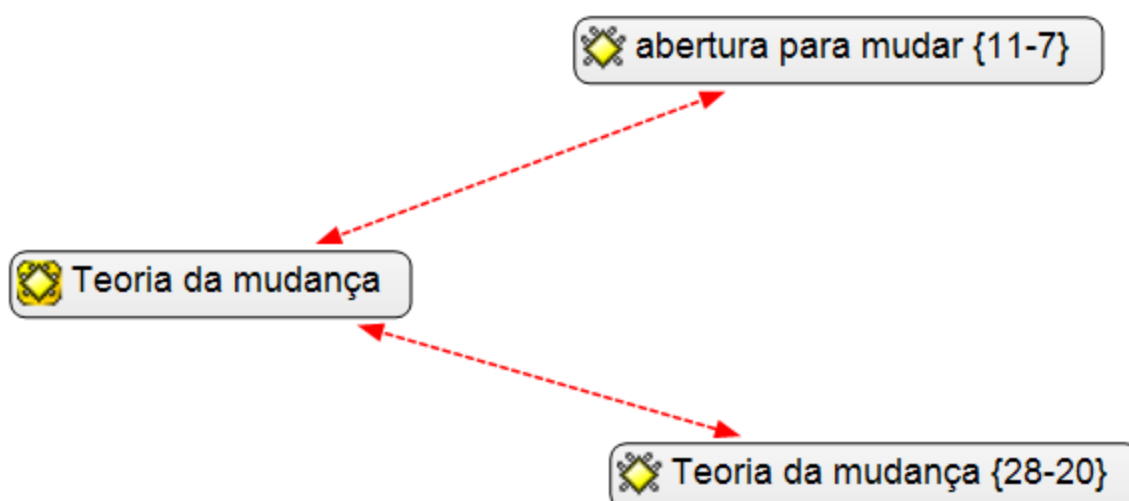 abertura para mudar {11-7}
Teoria da mudança
Teoria da mudança {28-20}